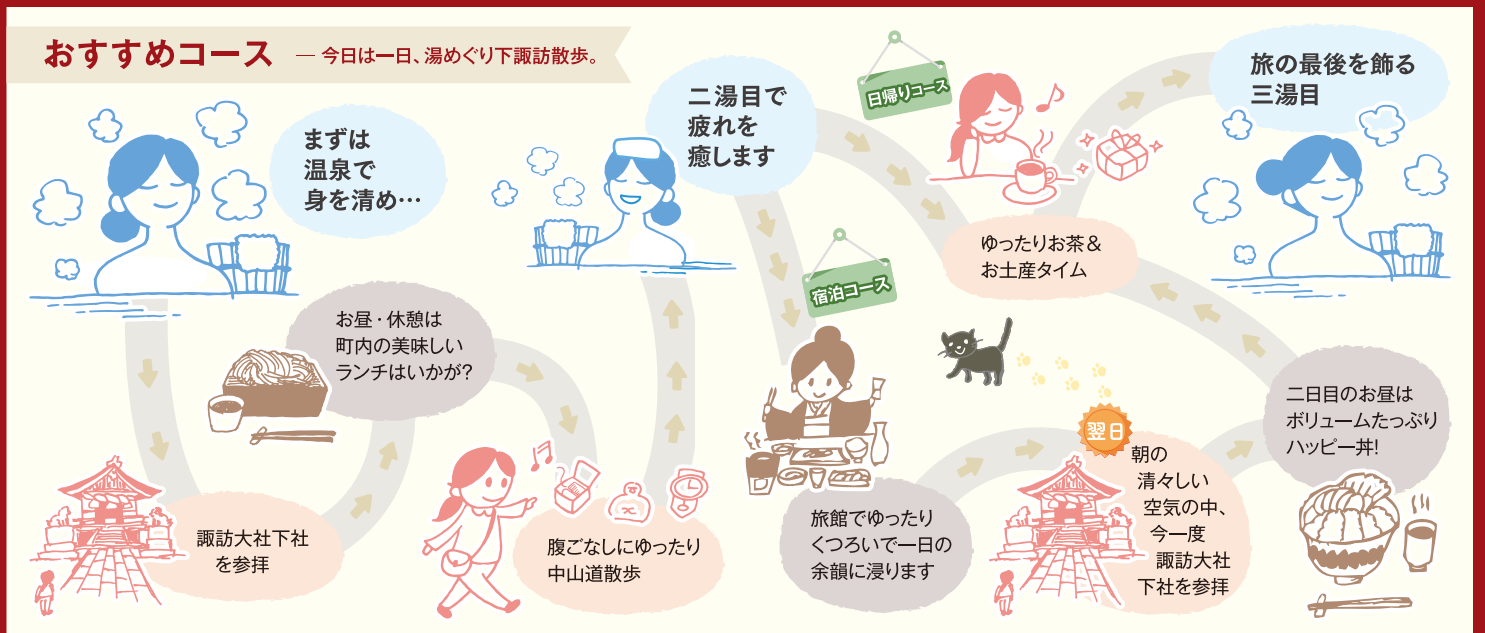 おすすめコース
― 今日は一日、湯めぐり下諏訪散歩。
まずは
温泉で
身を清め…
諏訪大社下社
を参拝
お昼・休憩は
町内の美味しい
ランチはいかが?
腹ごなしにゆったり
中山道散歩
二湯目で
疲れを
癒します
日帰りコース
ゆったりお茶＆
お土産タイム
宿泊コース
旅館でゆったり
くつろいで一日の
余韻に浸ります
翌日
朝の
清々しい
空気の中、
今一度
諏訪大社
下社を参拝
二日目のお昼は
ボリュームたっぷり
ハッピー丼!
旅の最後を飾る
三湯目